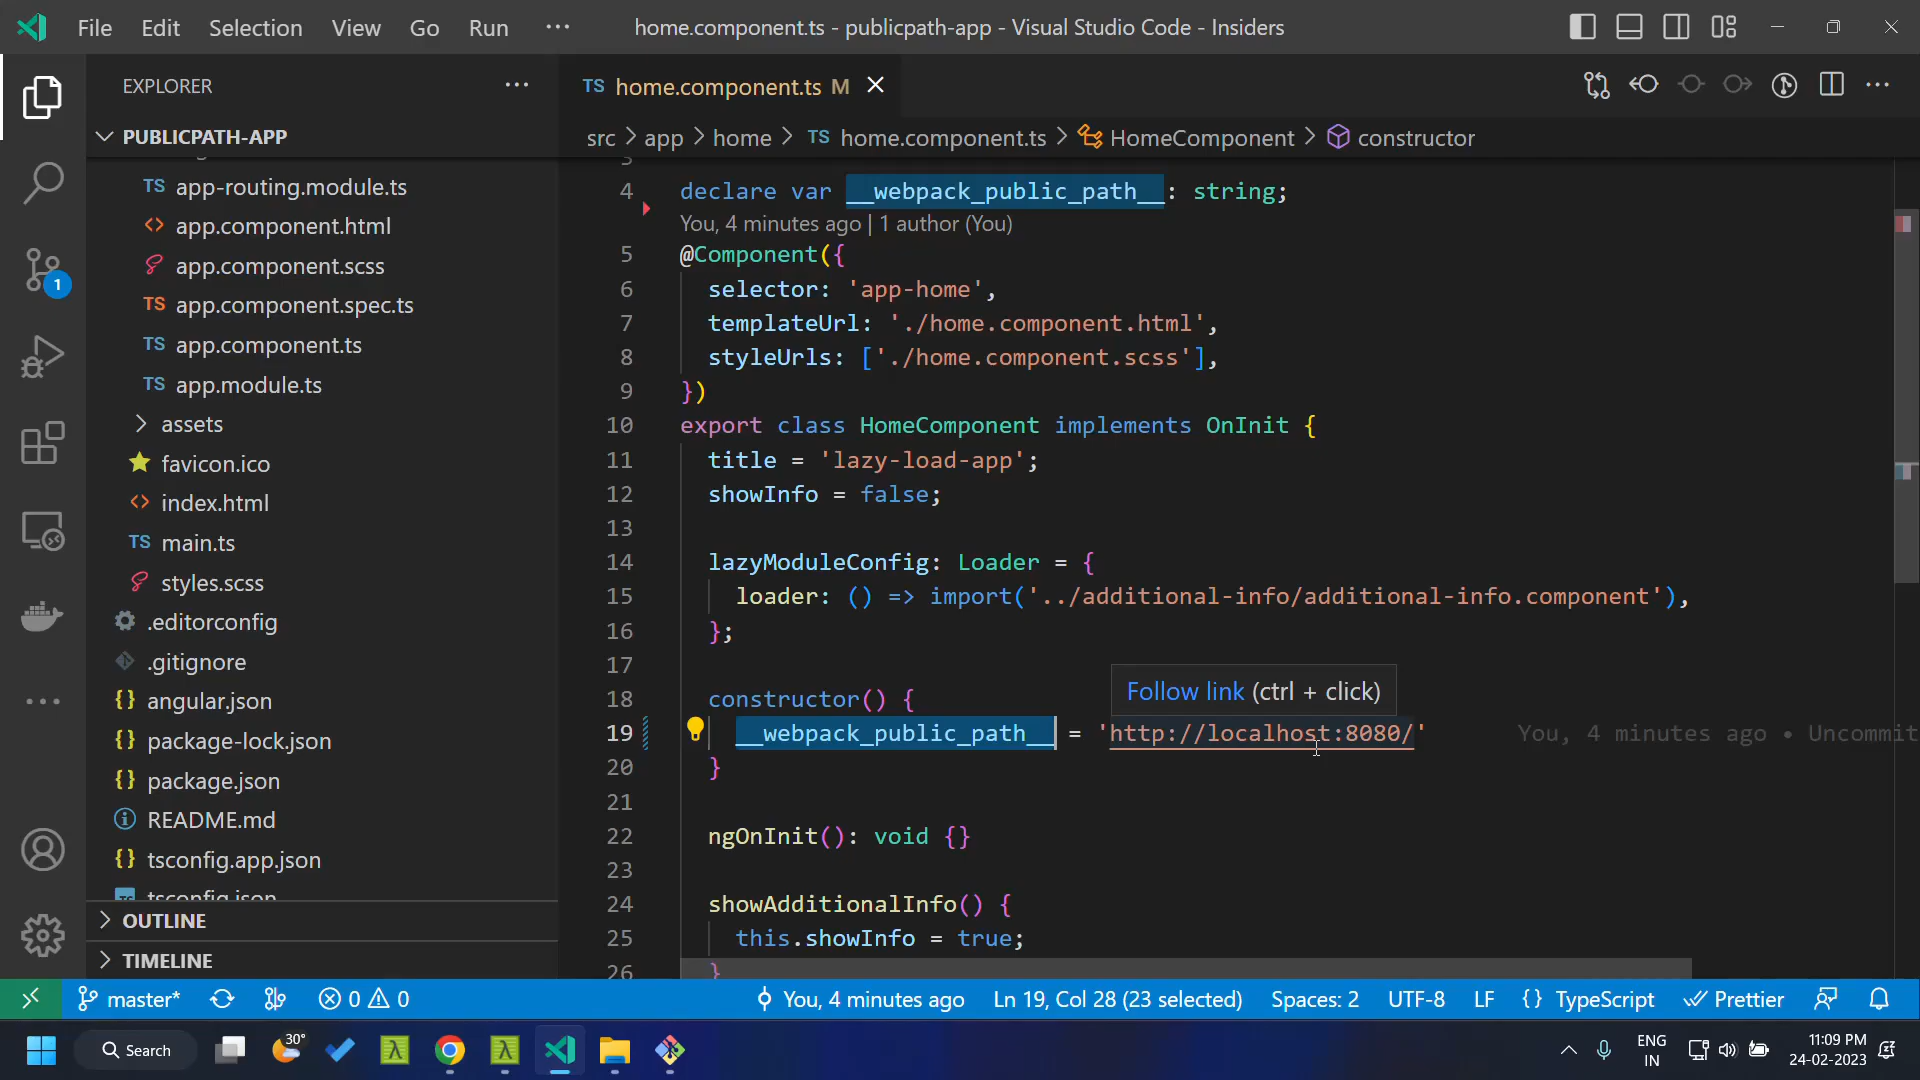 File Edit Selection View Go Run ··· home.component.ts - publicpath-app - Visual Studio Code - Insiders
EXPLORER ···
PUBLICPATH-APP
TS app-routing.module.ts
<> app.component.html
app.component.scss
TS app.component.spec.ts
TS app.component.ts
TS app.module.ts
assets
favicon.ico
<> index.html
TS main.ts
styles.scss
.editorconfig
.gitignore
{} angular.json
{} package-lock.json
{} package.json
README.md
{} tsconfig.app.json
tsconfig.json
OUTLINE
TIMELINE
1
TS home.component.ts M
src > app > home > TS home.component.ts > HomeComponent > constructor
3
4 declare var __webpack_public_path__: string;
You, 4 minutes ago | 1 author (You)
5 @Component({
6 selector: 'app-home',
7 templateUrl: './home.component.html',
8 styleUrls: ['./home.component.scss'],
9 })
10 export class HomeComponent implements OnInit {
11 title = 'lazy-load-app';
12 showInfo = false;
13
14 lazyModuleConfig: Loader = {
15 loader: () => import('../additional-info/additional-info.component'),
16 };
17
Follow link (ctrl + click)
18 constructor() {
19 __webpack_public_path__ = 'http://localhost:8080/' You, 4 minutes ago • Uncommit
20 }
21
22 ngOnInit(): void {}
23
24 showAdditionalInfo() {
25 this.showInfo = true;
26 }
master* 0 0 You, 4 minutes ago Ln 19, Col 28 (23 selected) Spaces: 2 UTF-8 LF {} TypeScript Prettier
Search 30° ENG
IN
11:09 PM
24-02-2023